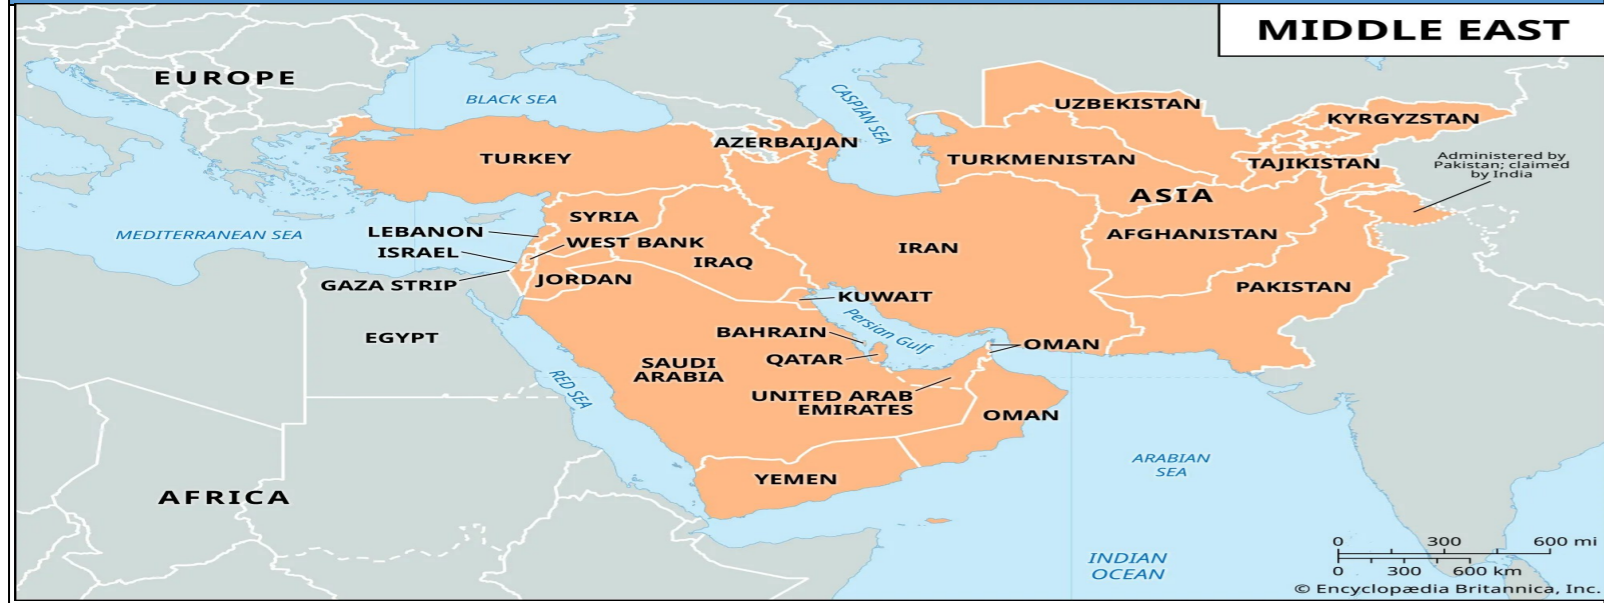 MIDDLE EAST
EUROPE
BLACK SEA
CASPIAN SEA
UZBEKISTAN
KYRGYZSTAN
AZERBAIJAN
TURKEY
TURKMENISTAN
TAJIKISTAN
Administered by
Pakistan; claimed
by India
ASIA
SYRIA
LEBANON
MEDITERRANEAN SEA
WEST BANK
AFGHANISTAN
ISRAEL
IRAQ
IRAN
GAZA STRIP
JORDAN
PAKISTAN
KUWAIT
Persian Gulf
EGYPT
BAHRAIN
OMAN
QATAR
SAUDI
ARABIA
RED SEA
UNITED ARAB
EMIRATES
OMAN
ARABIAN
SEA
YEMEN
AFRICA
INDIAN
OCEAN
0 300 600 mi
0 300 600 km
© Encyclopædia Britannica, Inc.